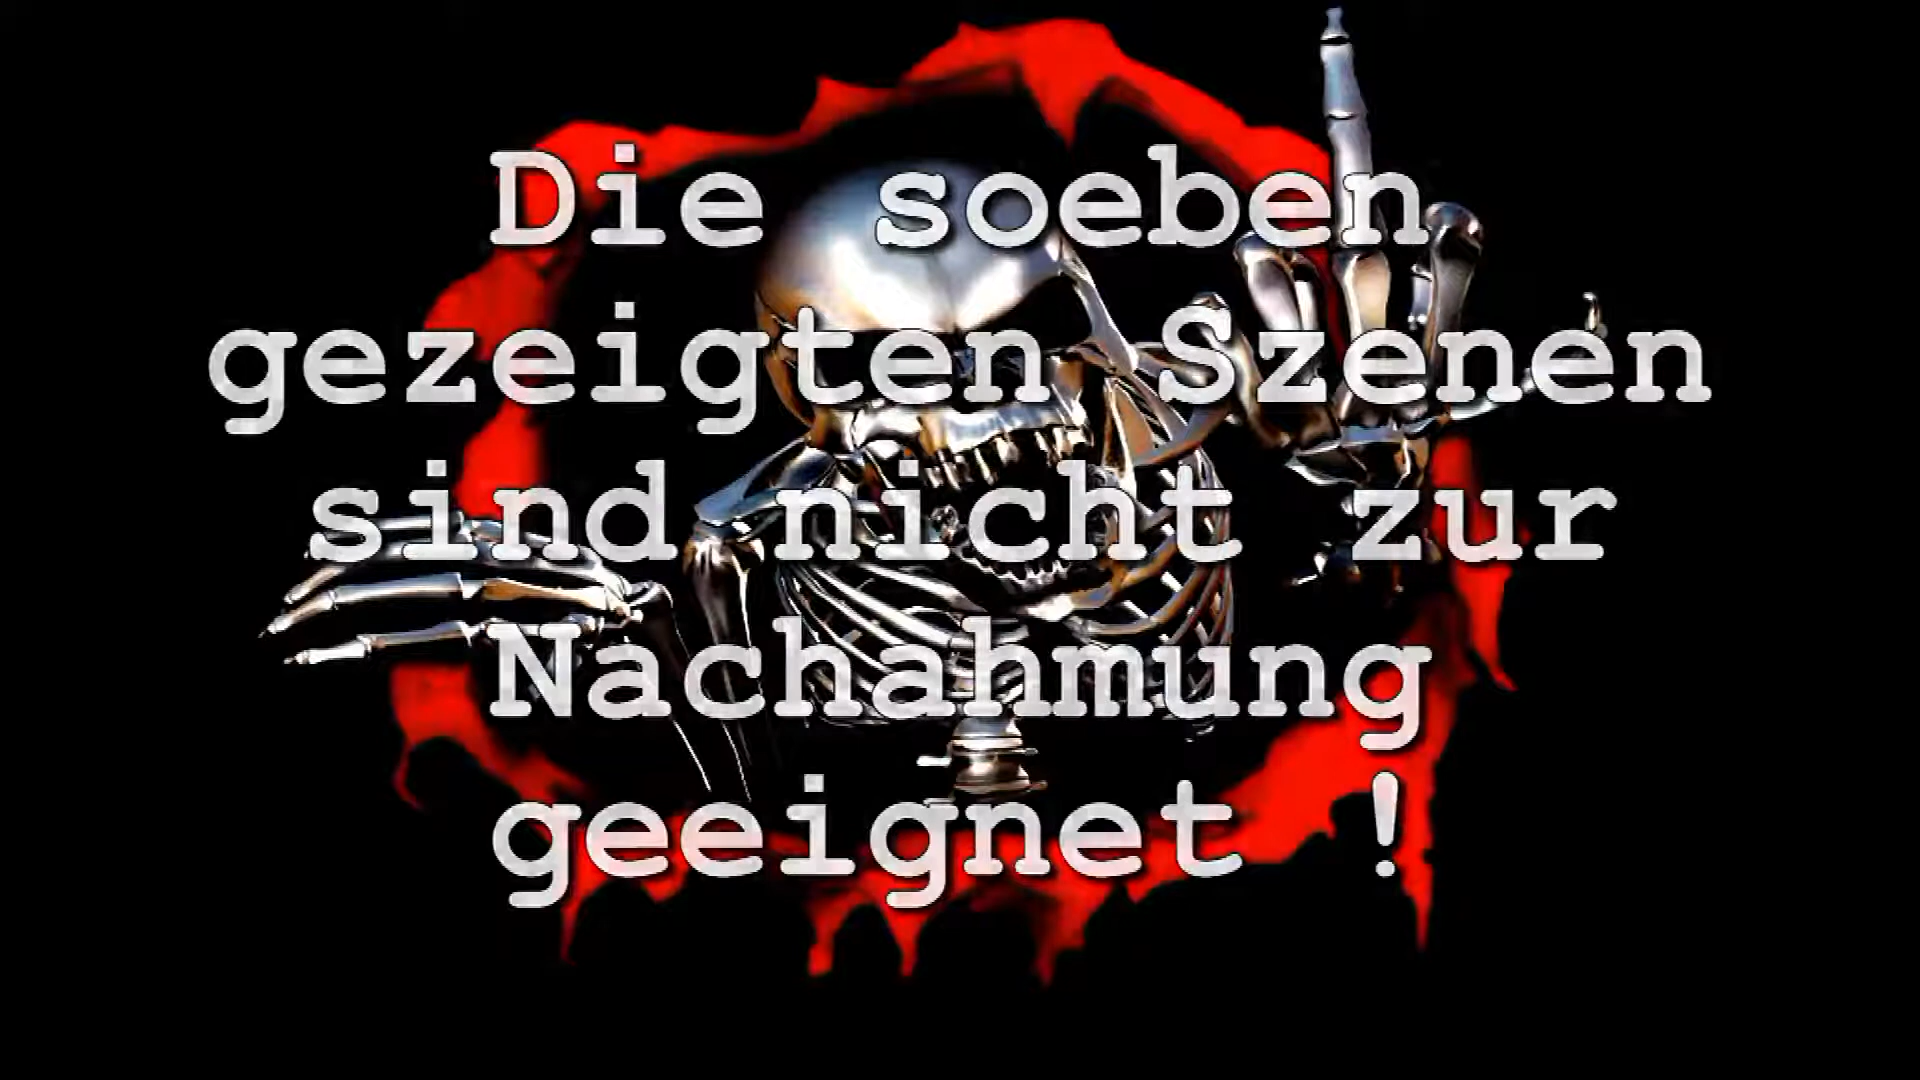 Die soeben
gezeigten Szenen
sind nicht zur
Nachahmung
geeignet !